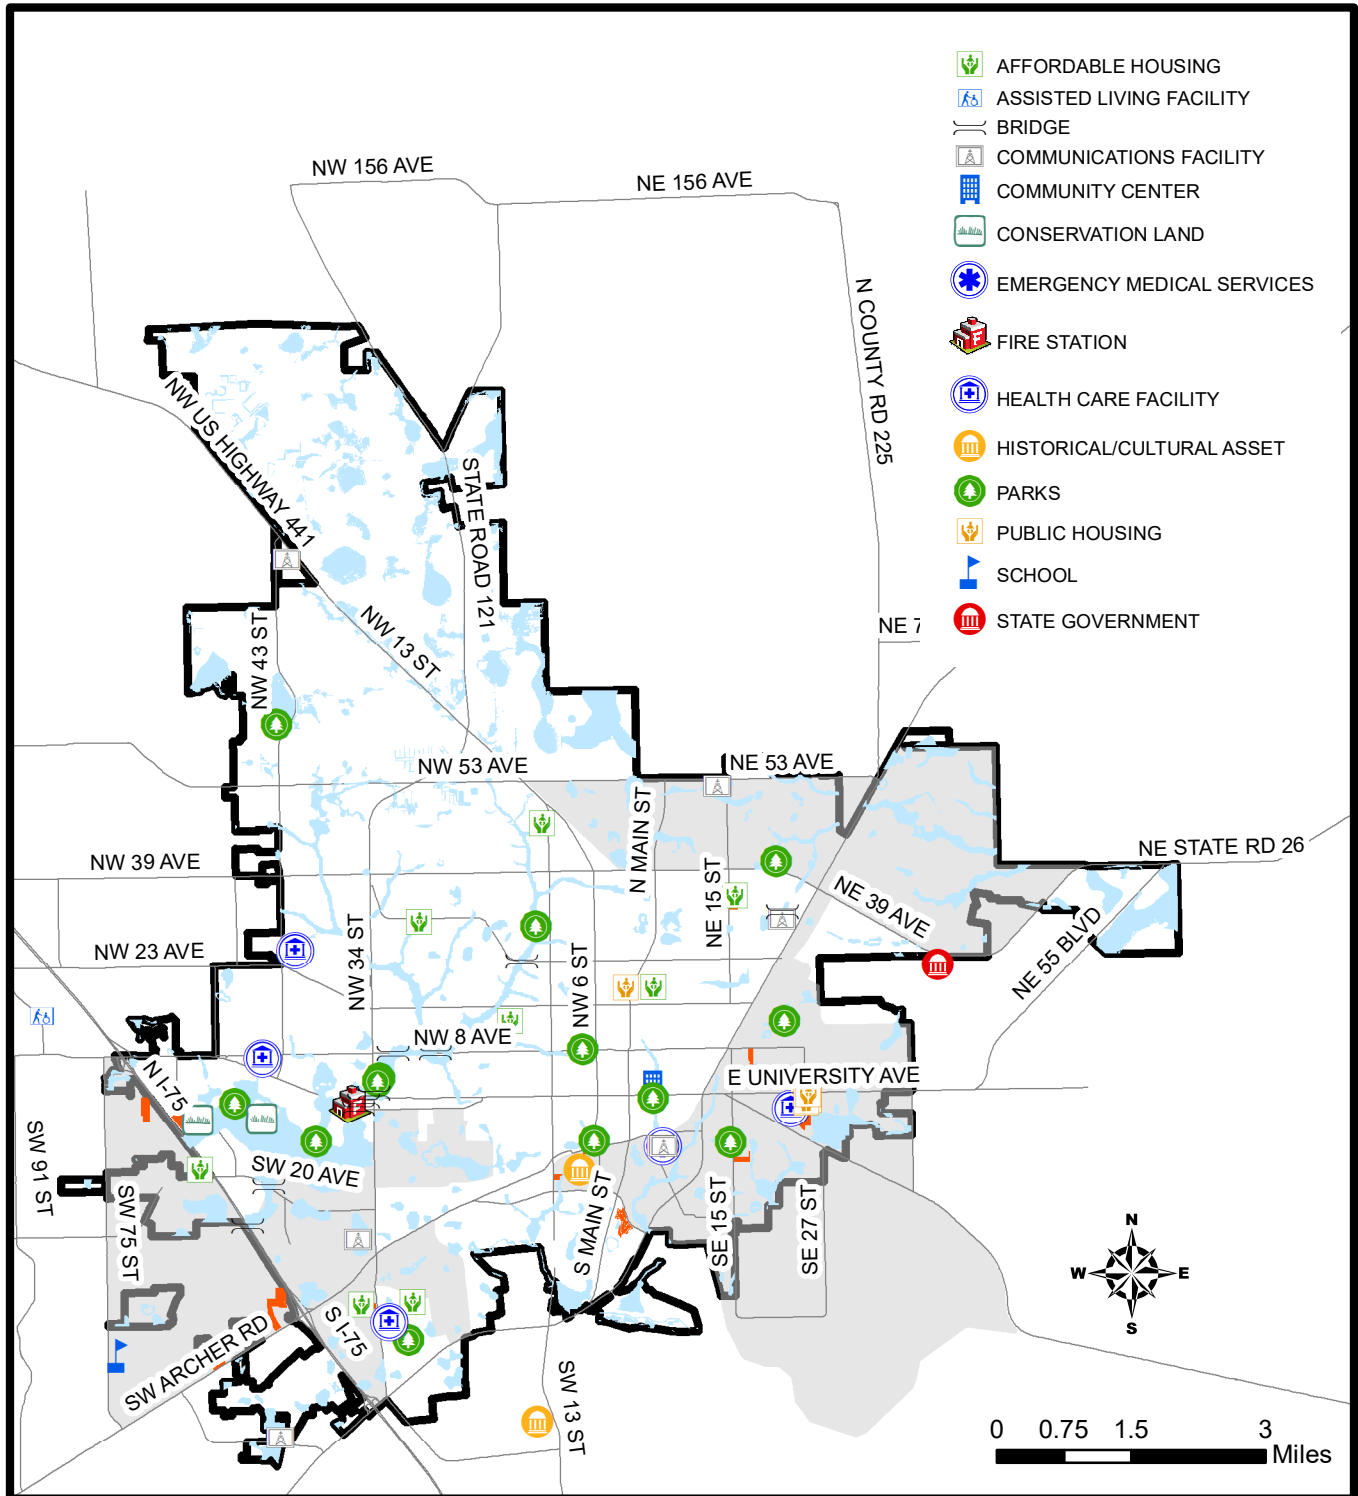 AFFORDABLE HOUSING
ASSISTED LIVING FACILITY
BRIDGE
COMMUNICATIONS FACILITY
COMMUNITY CENTER
CONSERVATION LAND
EMERGENCY MEDICAL SERVICES
FIRE STATION
HEALTH CARE FACILITY
HISTORICAL/CULTURAL ASSET
PARKS
PUBLIC HOUSING
SCHOOL
STATE GOVERNMENT
NW 156 AVE
NE 156 AVE
N COUNTY RD 225
NW US HIGHWAY 441
STATE ROAD 121
NE 7
NW 43 ST
NW 13 ST
NW 53 AVE
NE 53 AVE
N MAIN ST
NE STATE RD 26
NW 39 AVE
NE 15 ST
NE 39 AVE
NW 34 ST
NW 23 AVE
NW 6 ST
NE 55 BLVD
NW 8 AVE
N I-75
E UNIVERSITY AVE
SW 91 ST
SW 20 AVE
SW 75 ST
S MAIN ST
SE 15 ST
SE 27 ST
S I-75
SW ARCHER RD
SW 13 ST
N
W E
S
0 0.75 1.5 3
Miles